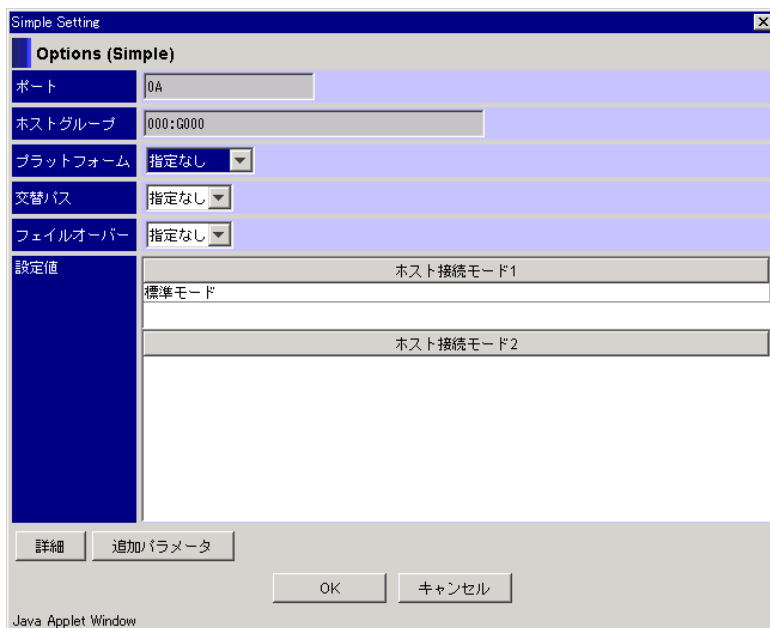 Simple Setting
Options (Simple)
ポート 0A
ホストグループ 000:G000
プラットフォーム 指定なし
交替パス 指定なし
フェイルオーバー 指定なし
設定値 ホスト接続モード1
標準モード
ホスト接続モード2
詳細 追加パラメータ
OK キャンセル
Java Applet Window